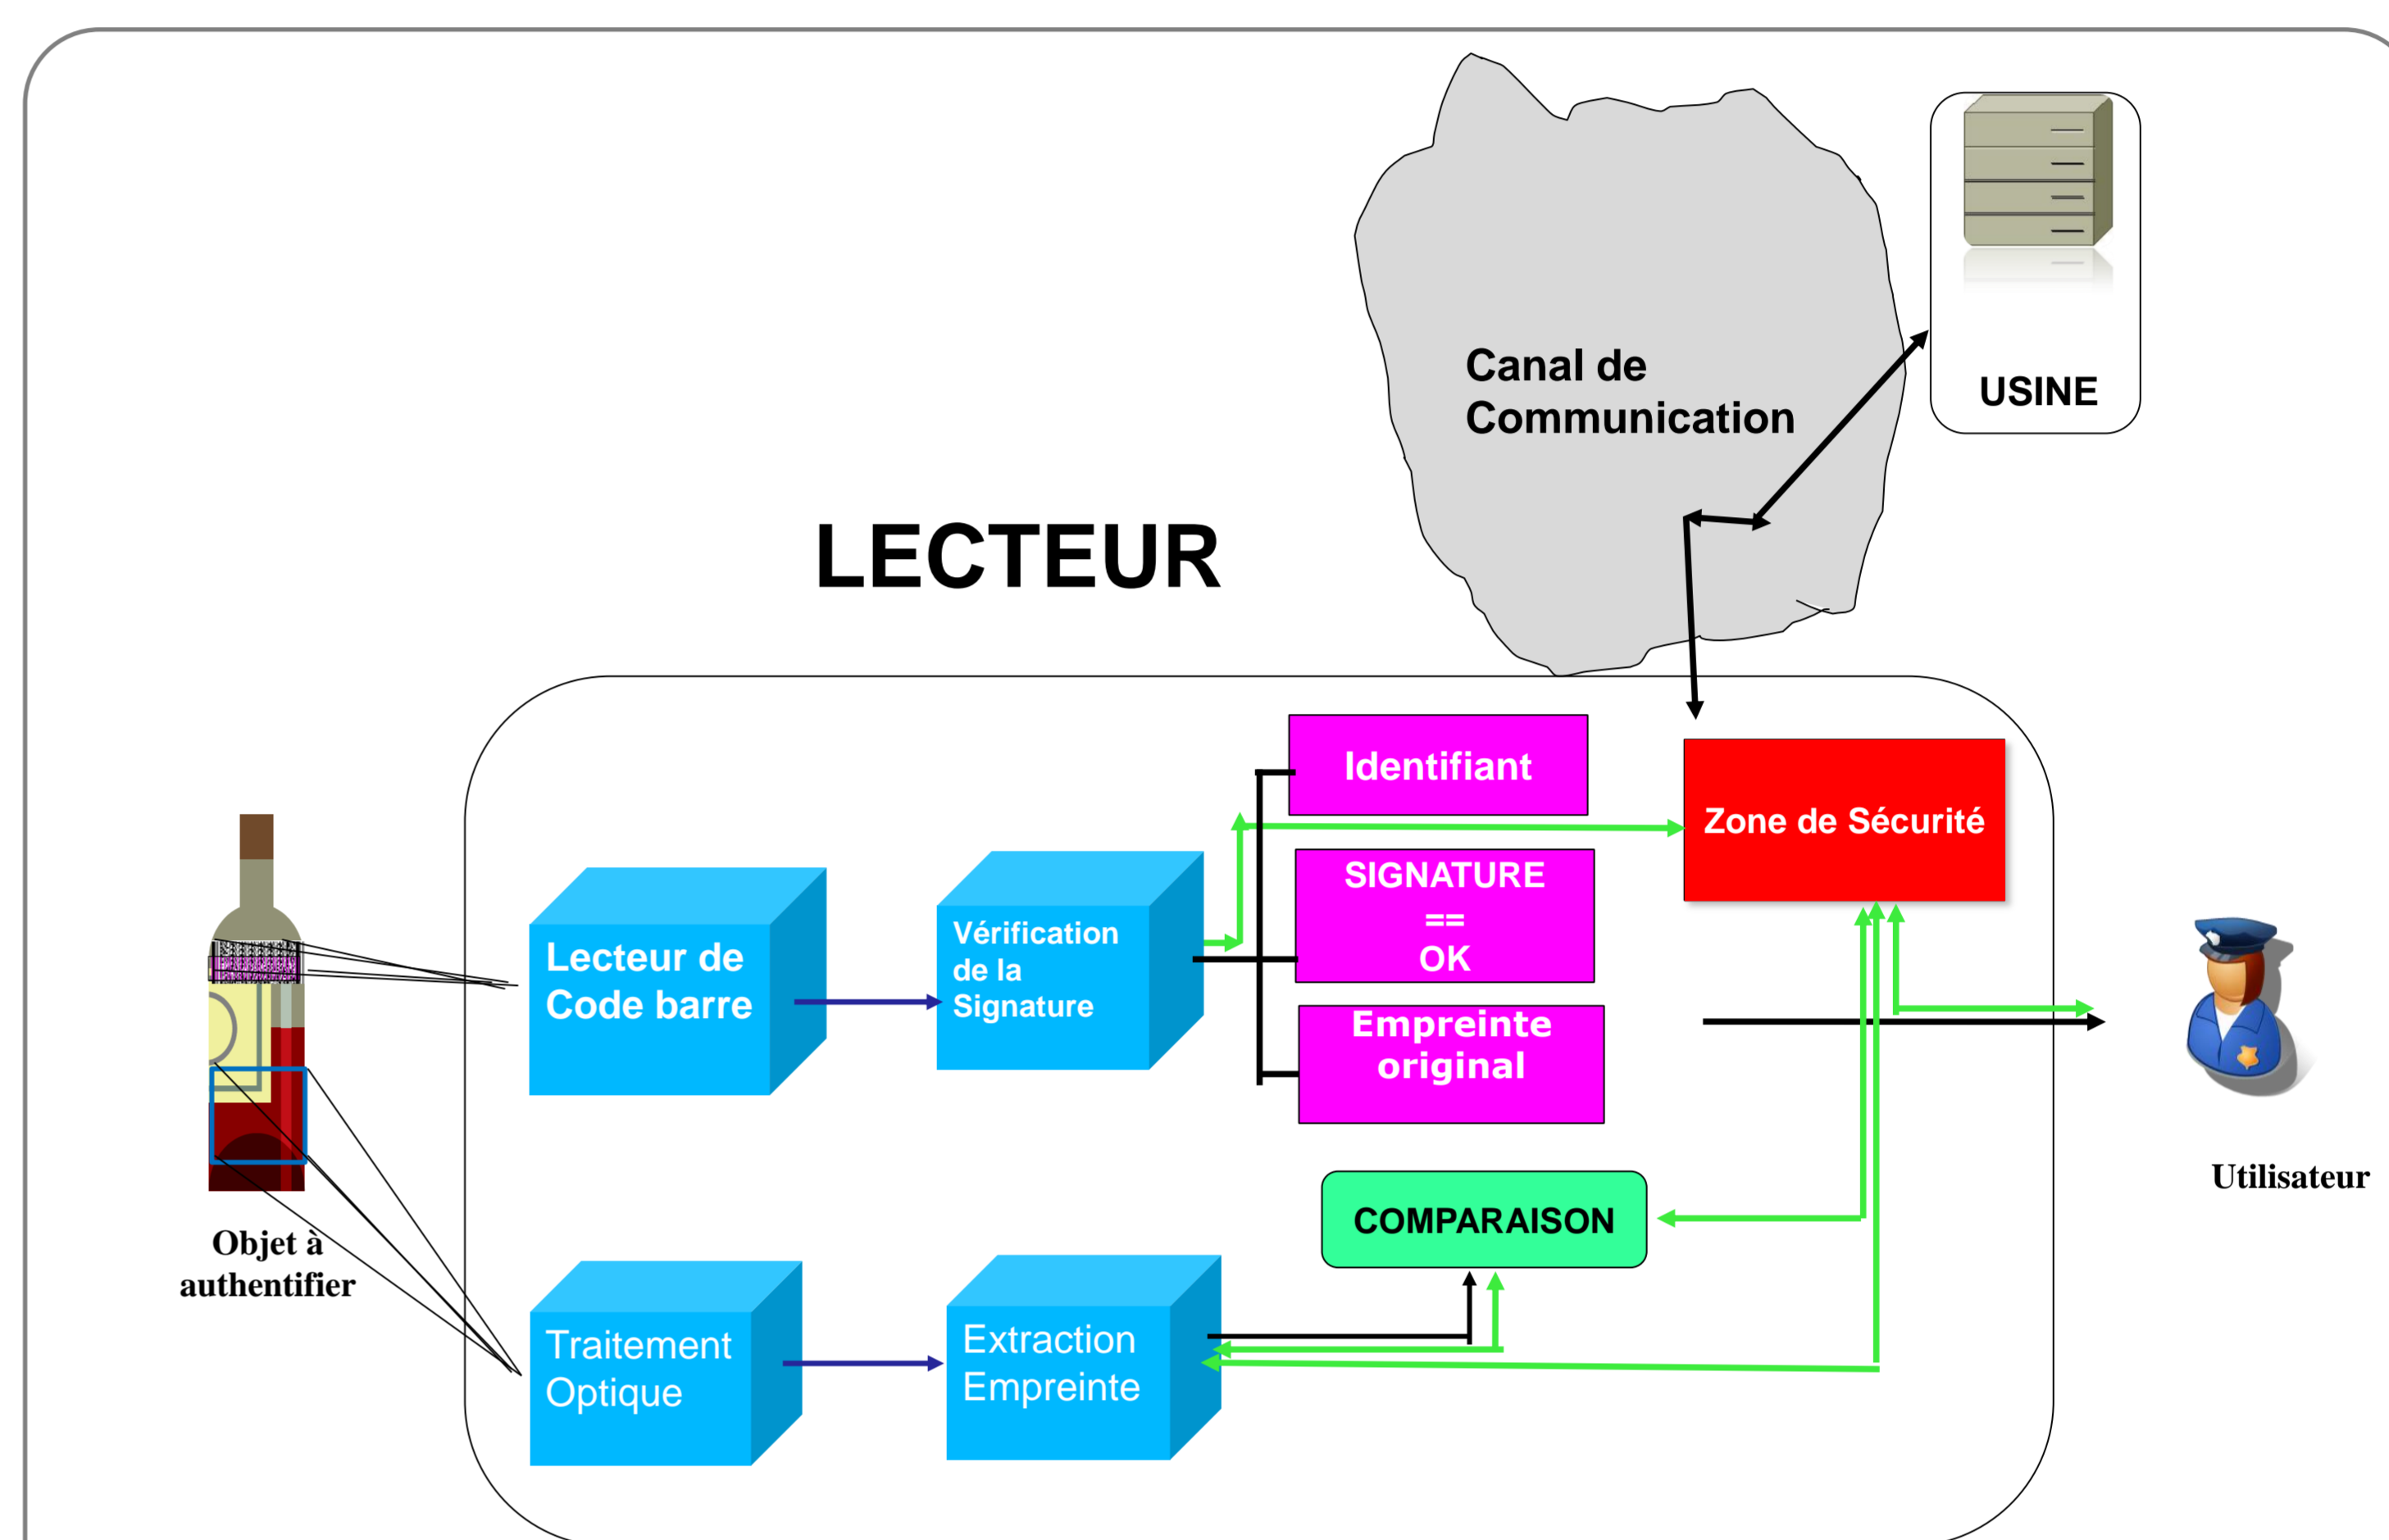 Canal de
Communication
USINE
LECTEUR
Identifiant
Zone de Sécurité
SIGNATURE
==
OK
Lecteur de
Code barre
Vérification
de la
Signature
Empreinte
original
Utilisateur
COMPARAISON
Objet à
authentifier
Traitement
Optique
Extraction
Empreinte